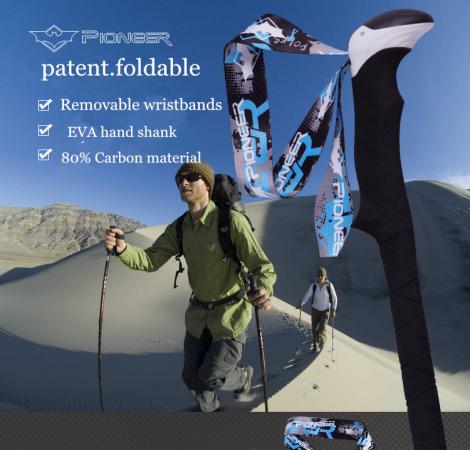 PIONEER
patent.foldable
Removable wristbands
EVA hand shank
80% Carbon material
PIONEER
PIONEER
PIONEER